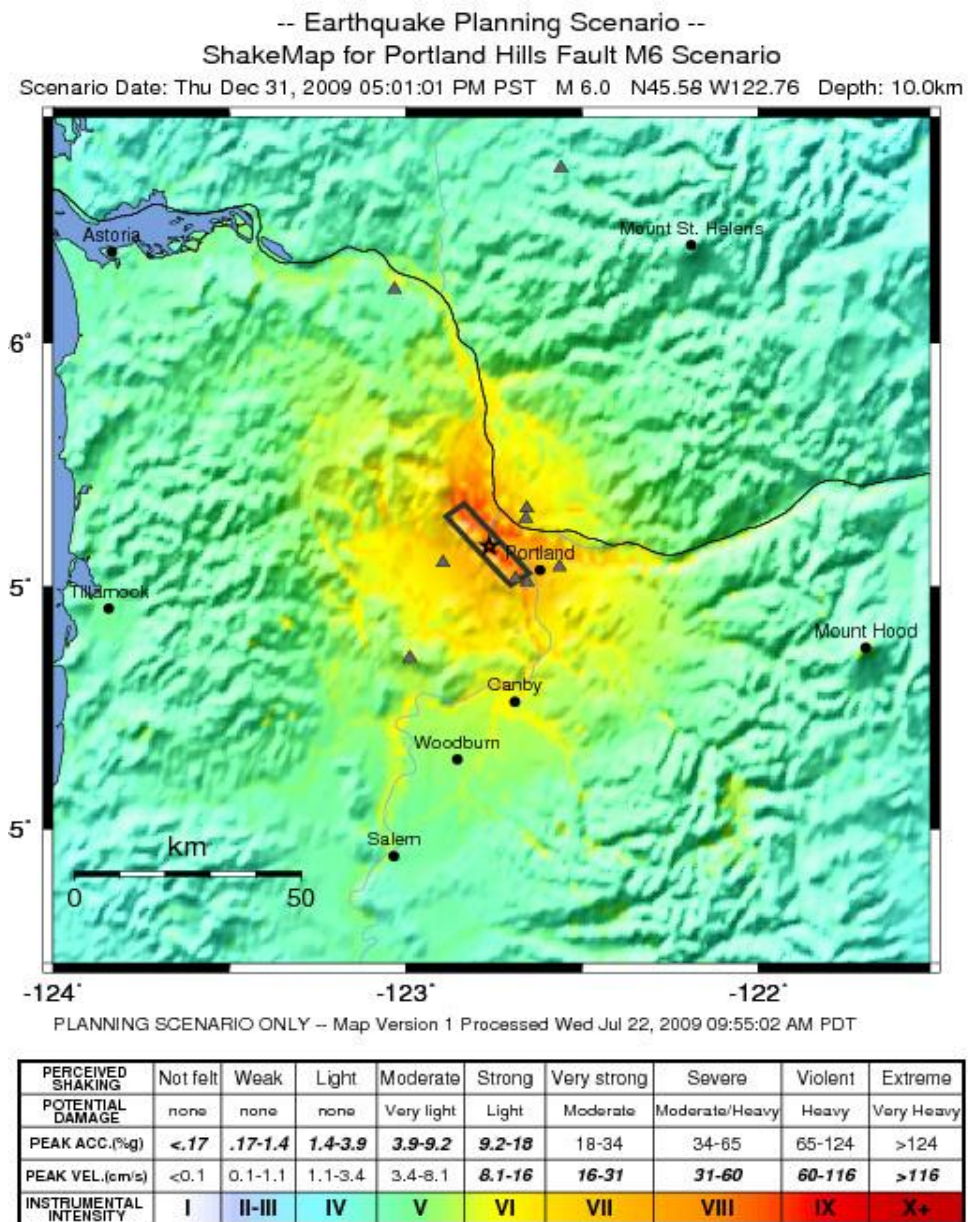 -- Earthquake Planning Scenario --
ShakeMap for Portland Hills Fault M6 Scenario
Scenario Date: Thu Dec 31, 2009 05:01:01 PM PST M 6.0 N45.58 W122.76 Depth: 10.0km
Astoria
Mount St. Helens
6˚
Portland
5˚
Tillamook
Mount Hood
Canby
Woodburn
5˚
Salem
km
0 50
-124˚ -123˚ -122˚
PLANNING SCENARIO ONLY -- Map Version 1 Processed Wed Jul 22, 2009 09:55:02 AM PDT
PERCEIVED SHAKING Not felt Weak Light Moderate Strong Very strong Severe Violent Extreme
POTENTIAL DAMAGE none none none Very light Light Moderate Moderate/Heavy Heavy Very Heavy
PEAK ACC.(%g) <.17 .17-1.4 1.4-3.9 3.9-9.2 9.2-18 18-34 34-65 65-124 >124
PEAK VEL.(cm/s) <0.1 0.1-1.1 1.1-3.4 3.4-8.1 8.1-16 16-31 31-60 60-116 >116
INSTRUMENTAL INTENSITY I II-III IV V VI VII VIII IX X+